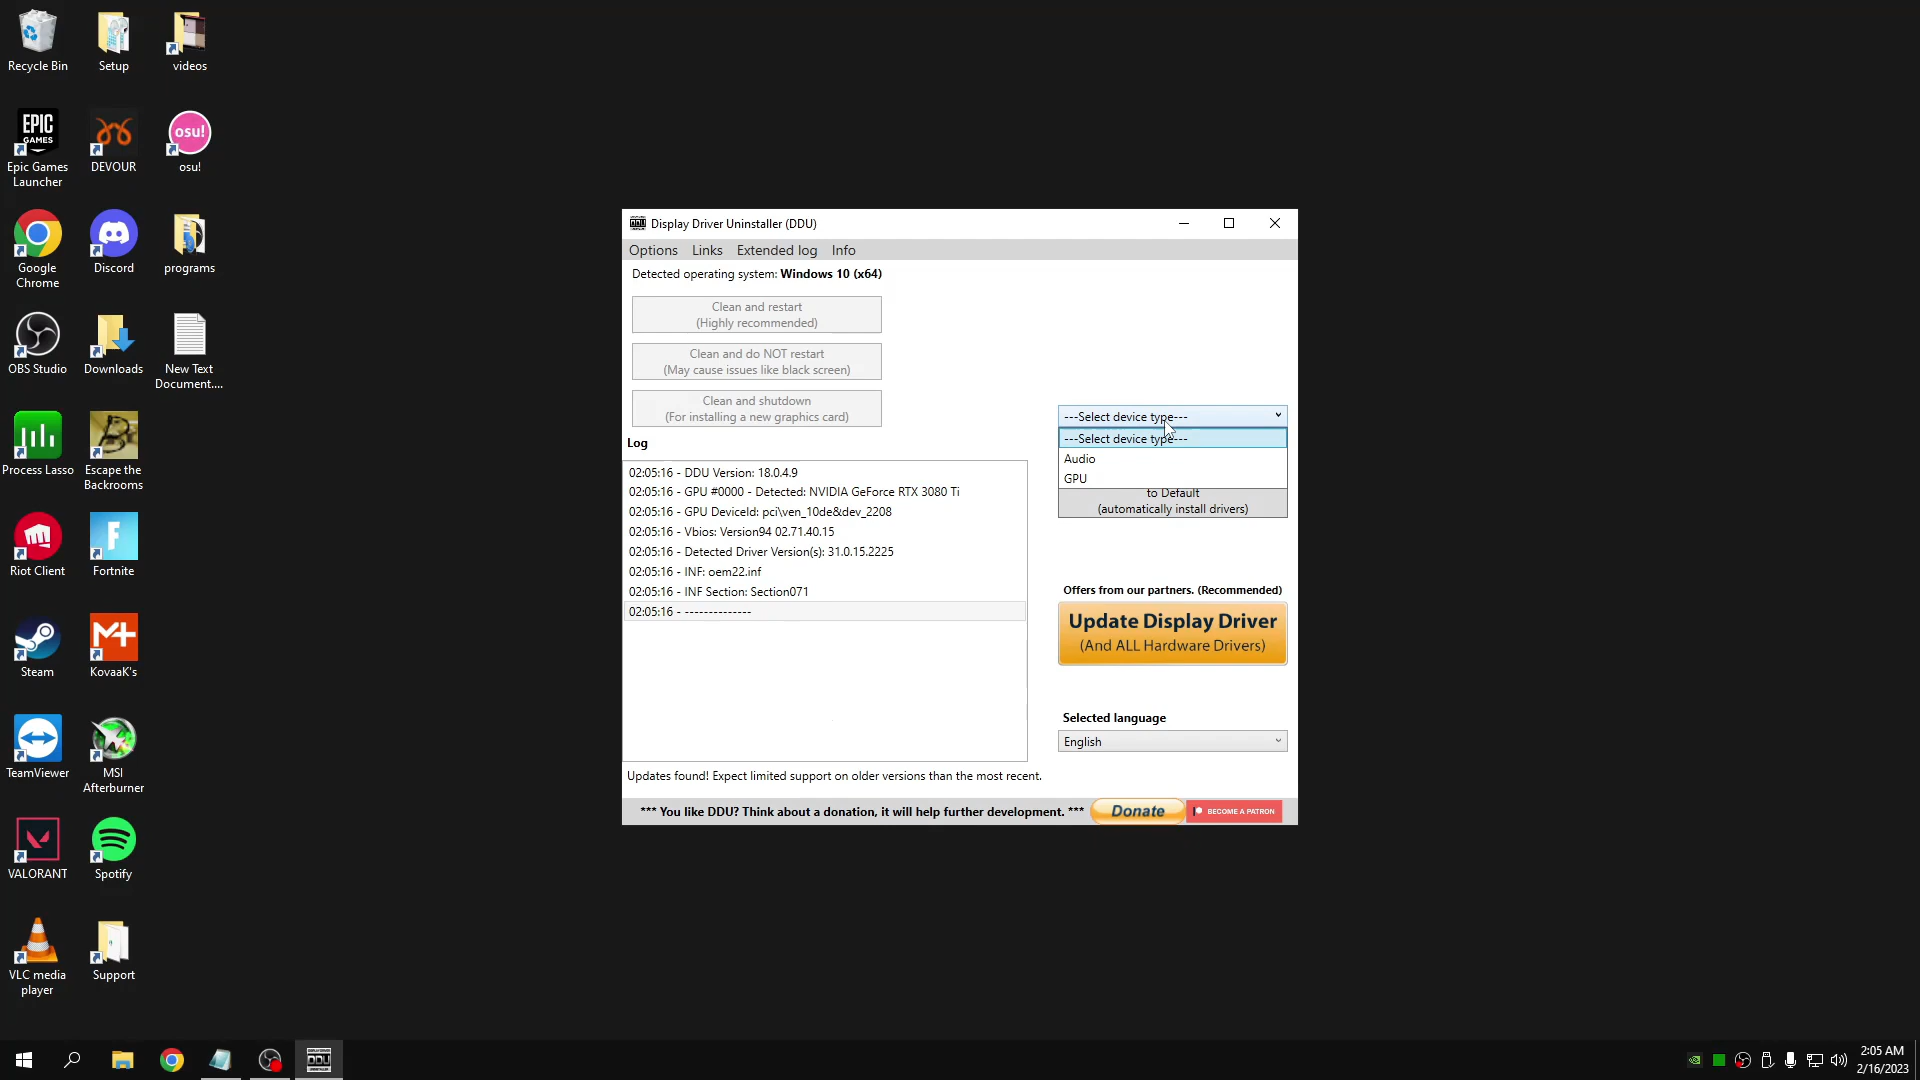 Recycle Bin
Setup
videos
EPIC
GAMES
Epic Games
Launcher
DEVOUR
osu!
osu!
Google
Chrome
Discord
programs
OBS Studio
Downloads
New Text
Document....
Process Lasso
Escape the
Backrooms
Riot Client
F
Fortnite
Steam
KovaaK's
TeamViewer
MSI
Afterburner
VALORANT
Spotify
VLC media
player
Support
Display Driver Uninstaller (DDU)
Options
Links
Extended log
Info
Detected operating system: Windows 10 (x64)
Clean and restart
(Highly recommended)
Clean and do NOT restart
(May cause issues like black screen)
Clean and shutdown
(For installing a new graphics card)
Log
02:05:16 - DDU Version: 18.0.4.9
02:05:16 - GPU #0000 - Detected: NVIDIA GeForce RTX 3080 Ti
02:05:16 - GPU DeviceId: pci\ven_10de&dev_2208
02:05:16 - Vbios: Version94 02.71.40.15
02:05:16 - Detected Driver Version(s): 31.0.15.2225
02:05:16 - INF: oem22.inf
02:05:16 - INF Section: Section071
02:05:16 - --------------
---Select device type---
---Select device type---
Audio
GPU
to Default
(automatically install drivers)
Offers from our partners. (Recommended)
Update Display Driver
(And ALL Hardware Drivers)
Selected language
English
Updates found! Expect limited support on older versions than the most recent.
*** You like DDU? Think about a donation, it will help further development. ***
Donate
BECOME A PATRON
DDU
2:05 AM
2/16/2023